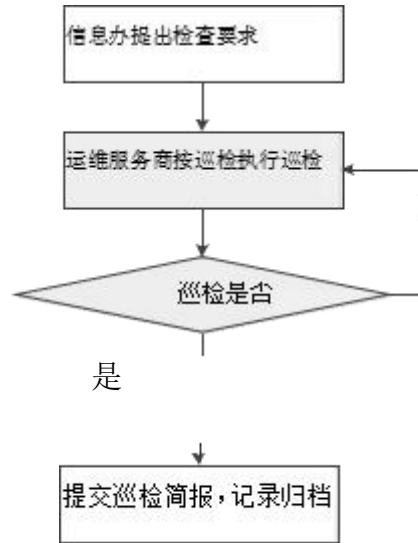 信息办提出检查要求
运维服务商按巡检执行巡检
巡检是否
是
提交巡检简报，记录归档